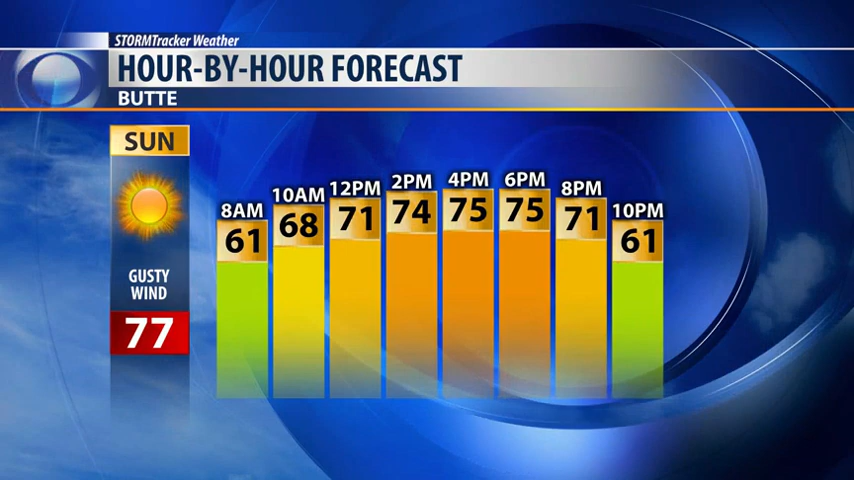 STORMTracker Weather
HOUR-BY-HOUR FORECAST
BUTTE
SUN
GUSTY
WIND
77
8AM
61
10AM
68
12PM
71
2PM
74
4PM
75
6PM
75
8PM
71
10PM
61